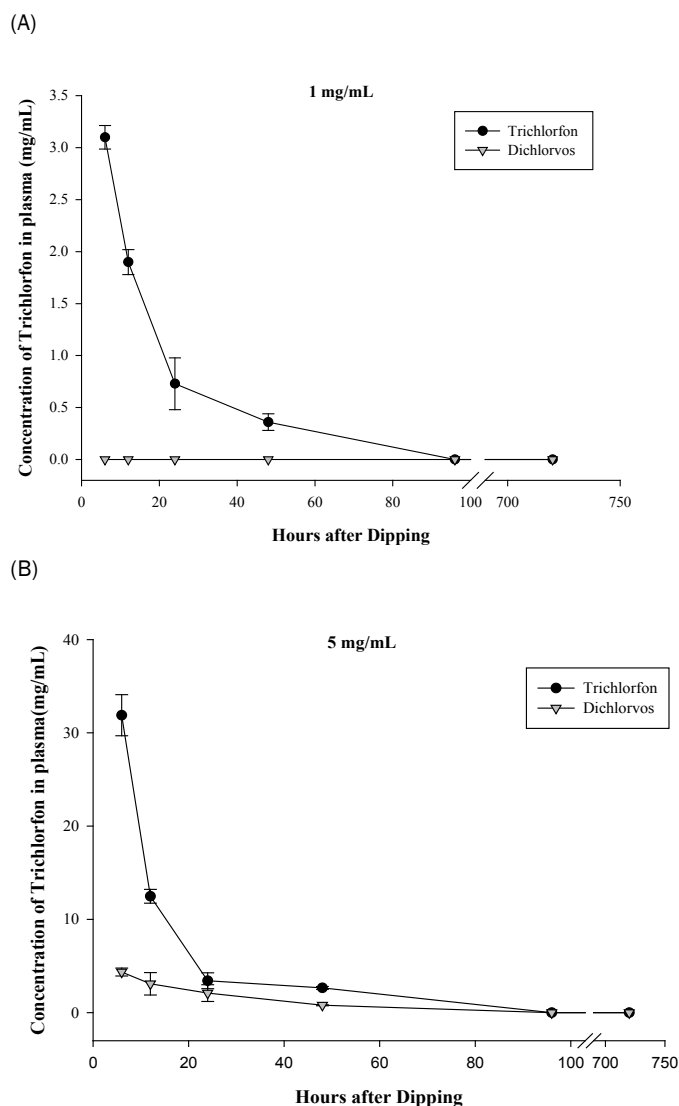 (A)
1 mg/mL
Concentration of Trichlorfon in plasma (mg/mL)
3.5
3.0
2.5
2.0
1.5
1.0
0.5
0.0
Trichlorfon
Dichlorvos
0 20 40 60 80 100 700 750
Hours after Dipping
(B)
5 mg/mL
Concentration of Trichlorfon in plasma(mg/mL)
40
30
20
10
0
Trichlorfon
Dichlorvos
0 20 40 60 80 100 700 750
Hours after Dipping